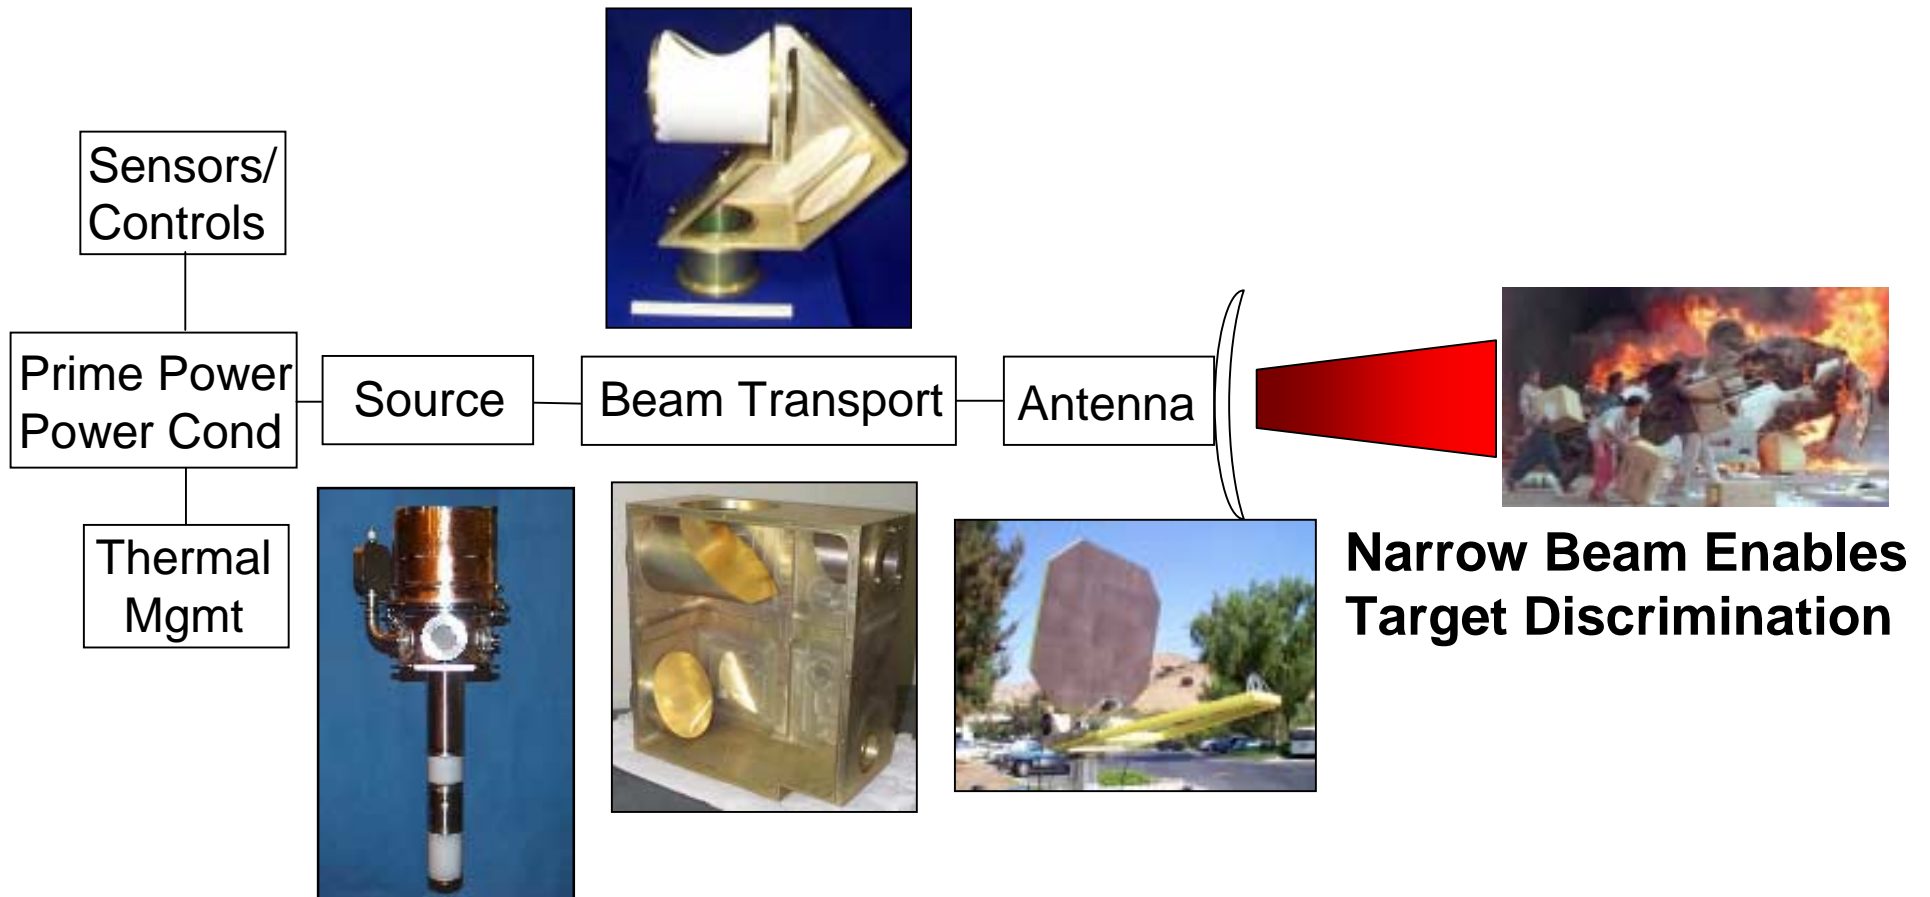 Sensors/
Controls
Prime Power
Power Cond
Source
Beam Transport
Antenna
Thermal
Mgmt
Narrow Beam Enables
Target Discrimination